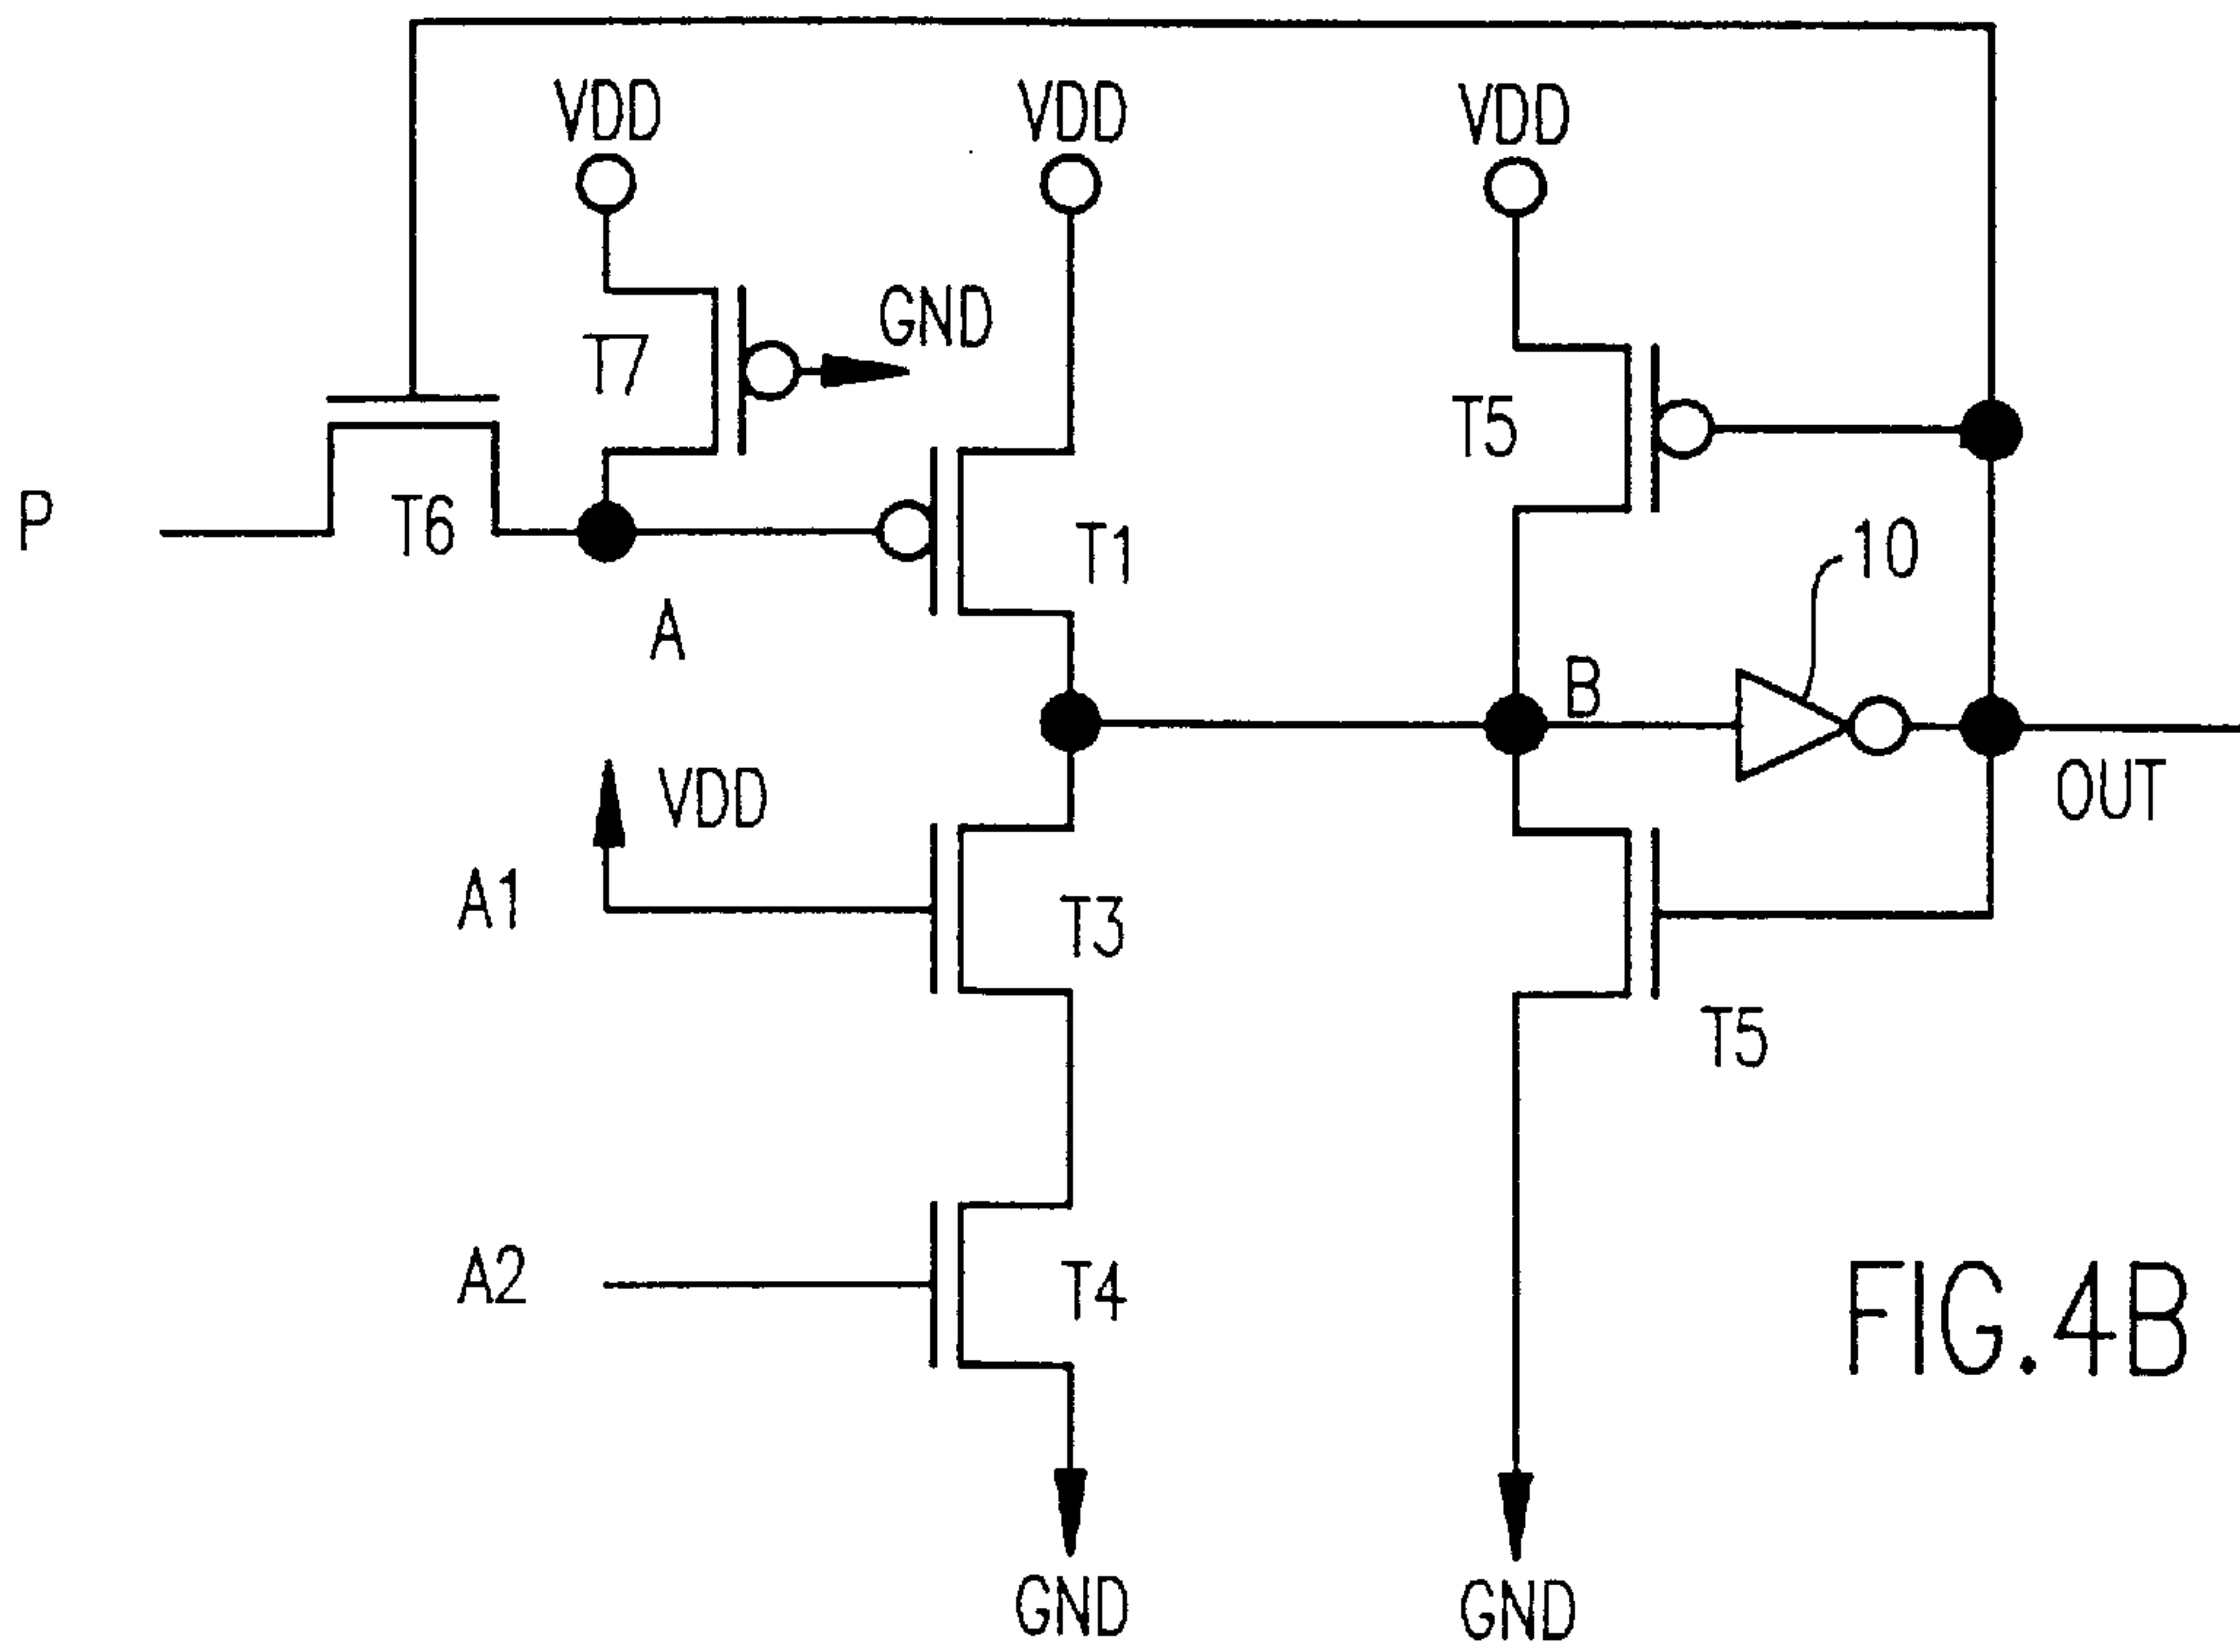 VDD
VDD
VDD
GND
T7
T5
P
T6
T1
10
A
B
VDD
OUT
A1
T3
T5
A2
T4
FIG.4B
GND
GND